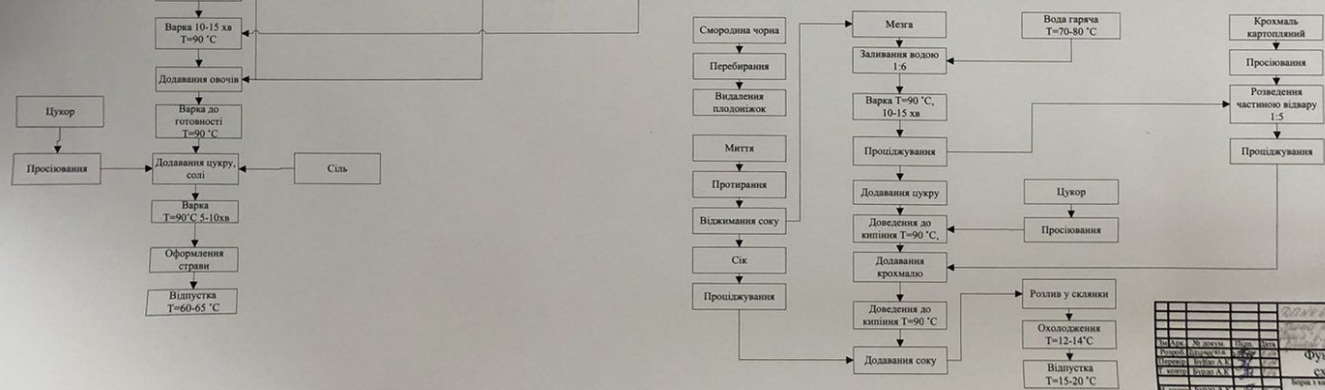 Варка 10-15 хв
Т=90 ˚С
Додавання овочів
Варка до
готовності
Т=90 ˚С
Цукор
Просіювання
Додавання цукру,
солі
Сіль
Варка
Т=90˚С 5-10хв
Оформлення
страви
Відпустка
Т=60-65 ˚С
Смородина чорна
Перебирання
Видалення
плодоніжок
Миття
Протирання
Віджимання соку
Сік
Проціджування
Мезга
Заливання водою
1:6
Варка Т=90 ˚С,
10-15 хв
Проціджування
Додавання цукру
Доведення до
кипіння Т=90 ˚С,
Додавання
крохмалю
Доведення до
кипіння Т=90 ˚С
Додавання соку
Вода гаряча
Т=70-80 ˚С
Цукор
Просіювання
Розлив у склянки
Охолодження
Т=12-14˚С
Відпустка
Т=15-20 ˚С
Крохмаль
картопляний
Просіювання
Розведення
частиною відвару
1:5
Проціджування
№ докум.